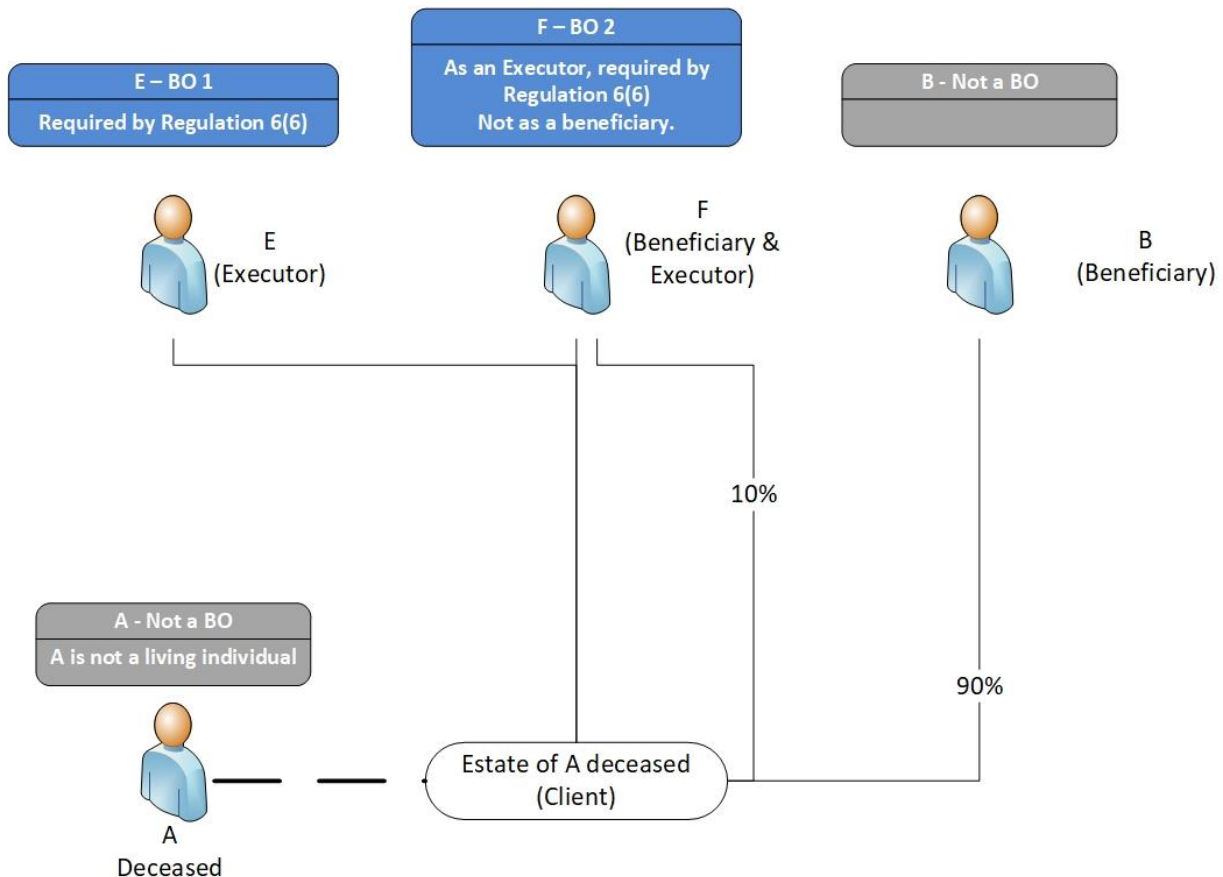 E – BO 1
Required by Regulation 6(6)
F – BO 2
As an Executor, required by
Regulation 6(6)
Not as a beneficiary.
B - Not a BO
E
(Executor)
F
(Beneficiary &
Executor)
B
(Beneficiary)
10%
90%
A - Not a BO
A is not a living individual
Estate of A deceased
(Client)
A
Deceased